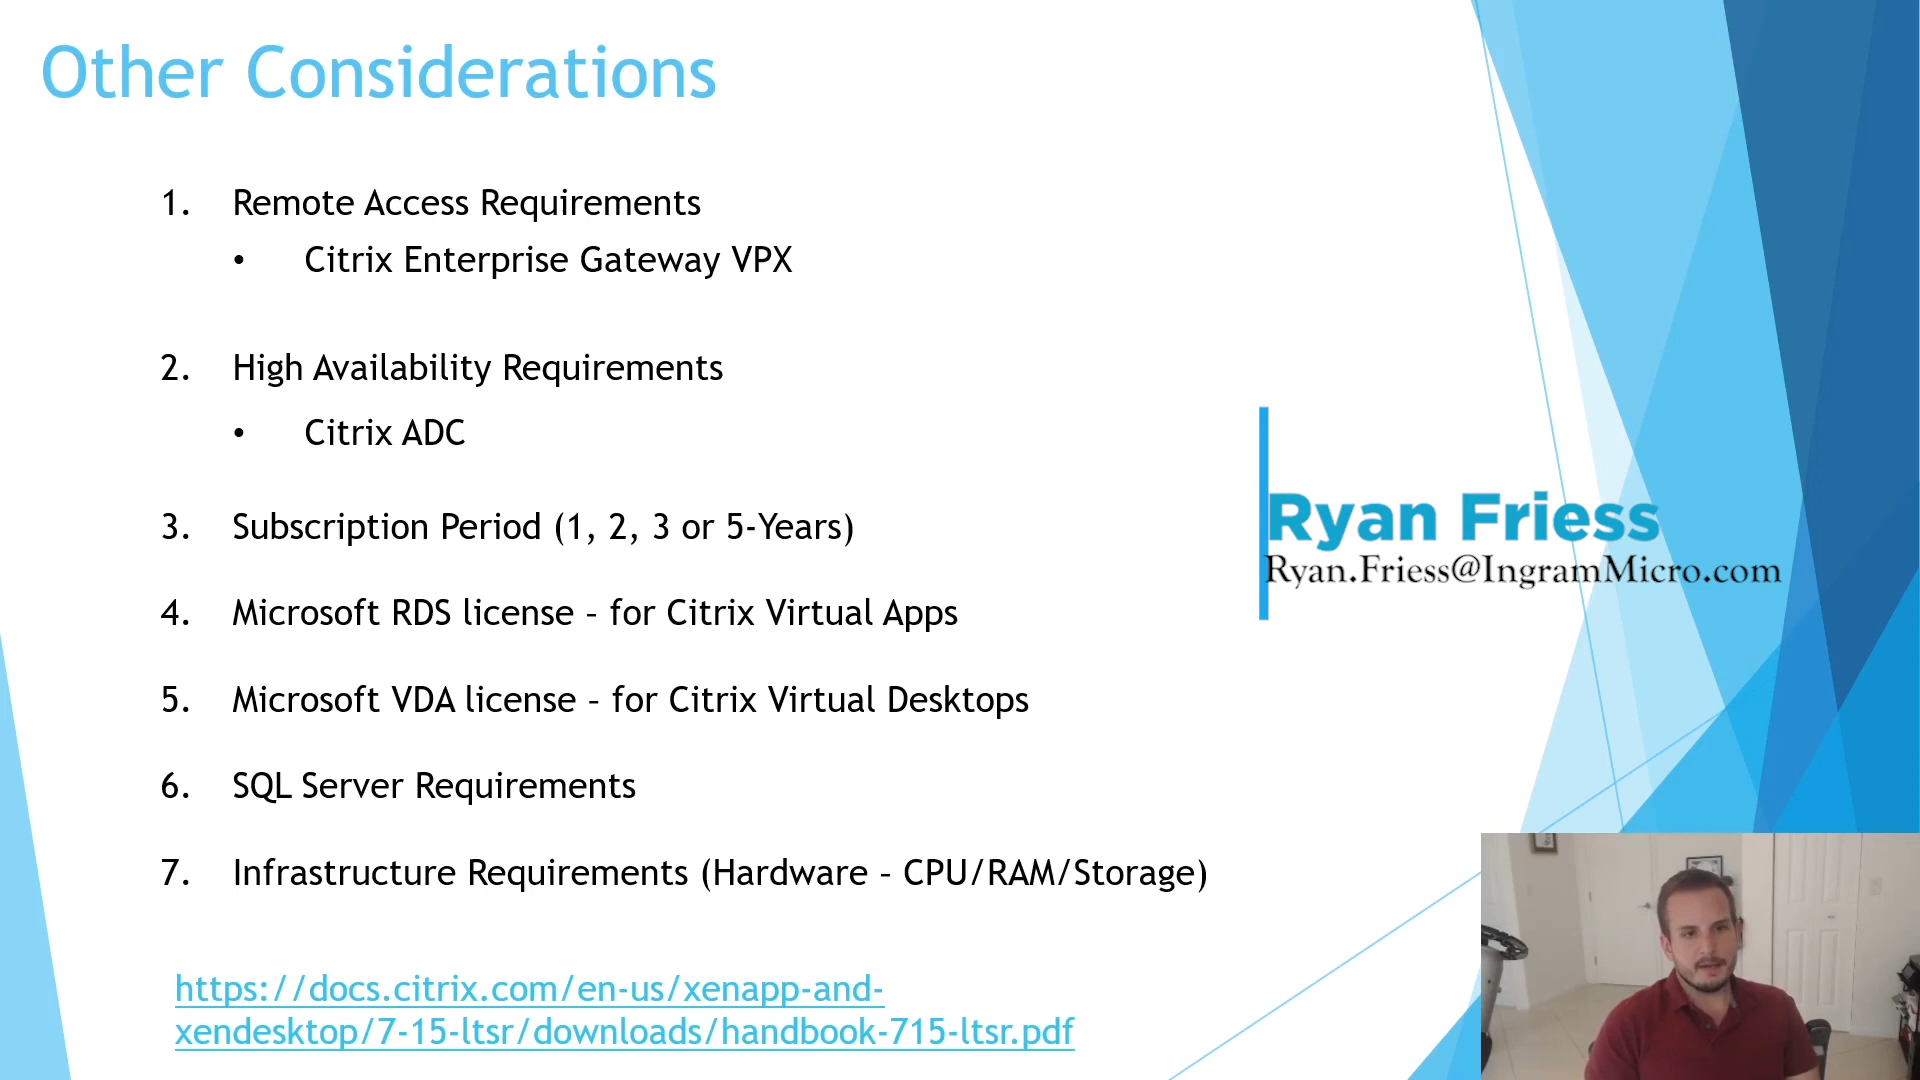 Other Considerations
1. Remote Access Requirements
• Citrix Enterprise Gateway VPX
2. High Availability Requirements
• Citrix ADC
3. Subscription Period (1, 2, 3 or 5-Years)
4. Microsoft RDS license – for Citrix Virtual Apps
5. Microsoft VDA license – for Citrix Virtual Desktops
6. SQL Server Requirements
7. Infrastructure Requirements (Hardware – CPU/RAM/Storage)
https://docs.citrix.com/en-us/xenapp-and-
xendesktop/7-15-ltsr/downloads/handbook-715-ltsr.pdf
Ryan Friess
Ryan.Friess@IngramMicro.com